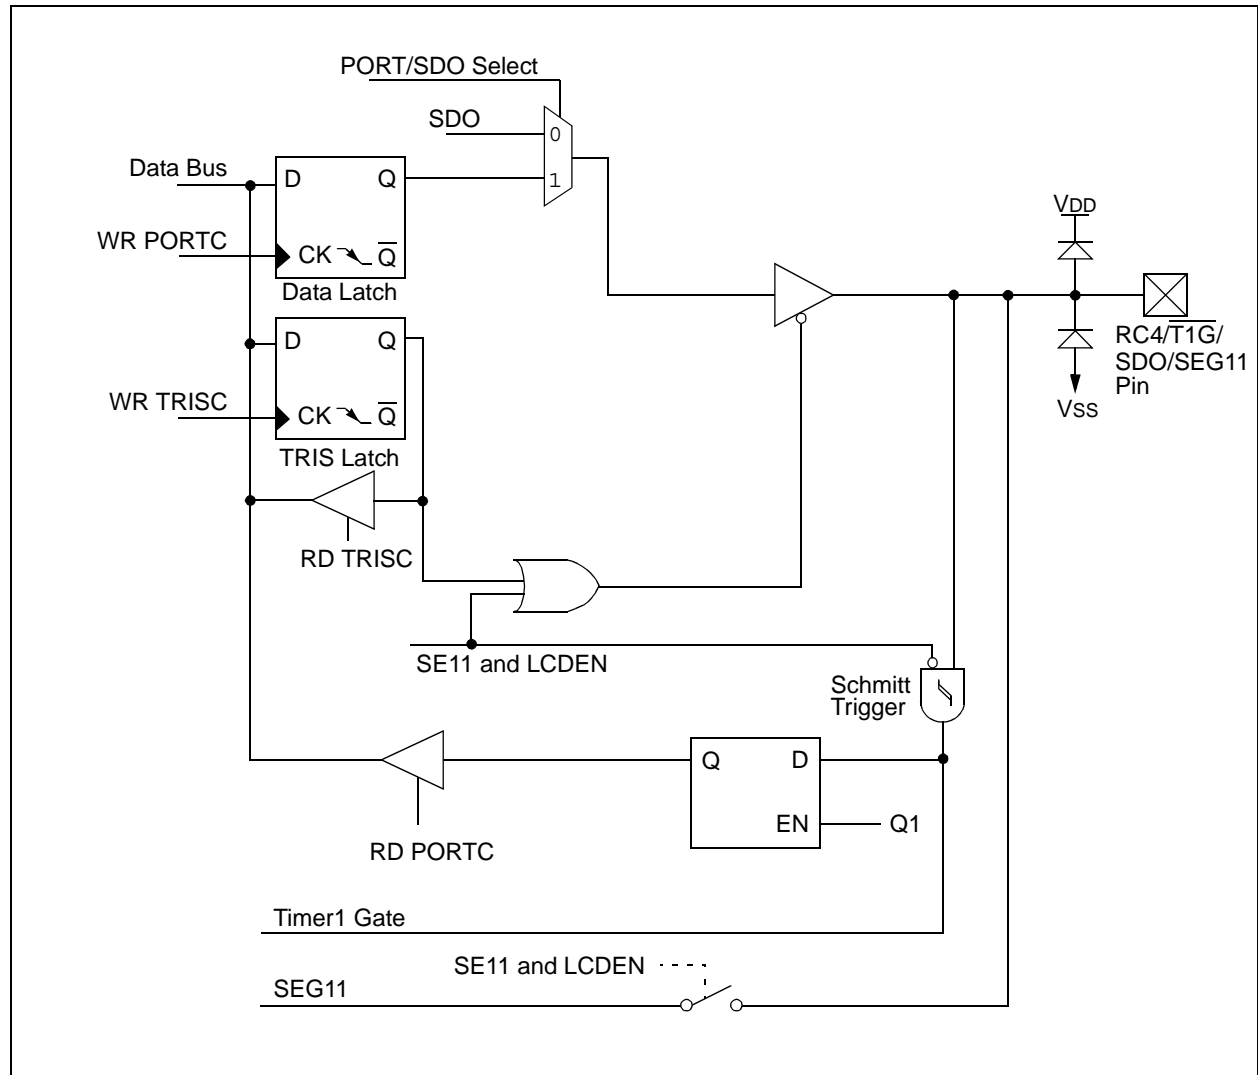 PORT/SDO Select
SDO
0
Data Bus
D Q
1
WR PORTC
CK Q̅
Data Latch
VDD
D Q
RC4/T̅1̅G̅/
SDO/SEG11
Pin
WR TRISC
CK Q̅
VSS
TRIS Latch
RD TRISC
SE11 and LCDEN
Schmitt
Trigger
Q D
EN
Q1
RD PORTC
Timer1 Gate
SE11 and LCDEN
SEG11